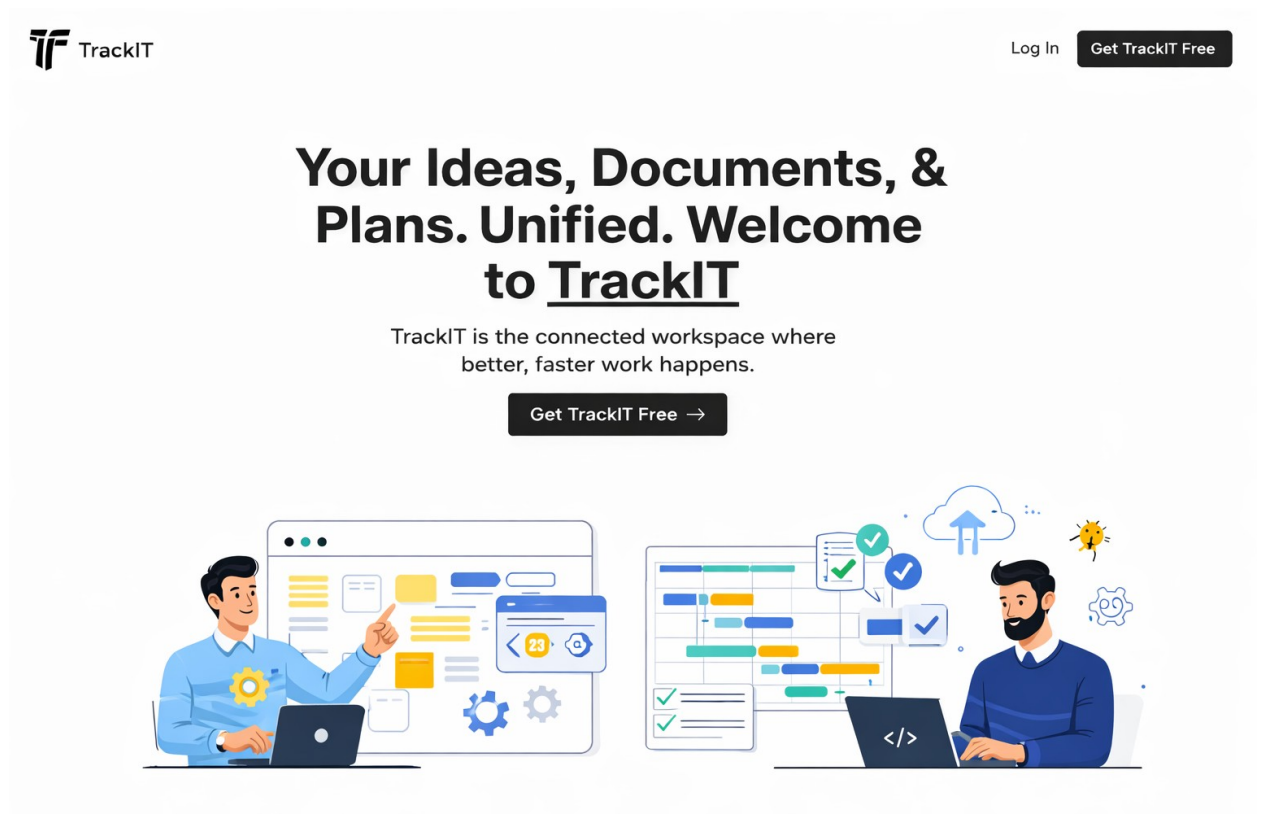 TrackIT
Log In
Get TrackIT Free
Your Ideas, Documents, &
Plans. Unified. Welcome
to TrackIT
TrackIT is the connected workspace where
better, faster work happens.
Get TrackIT Free →
23
a
</>